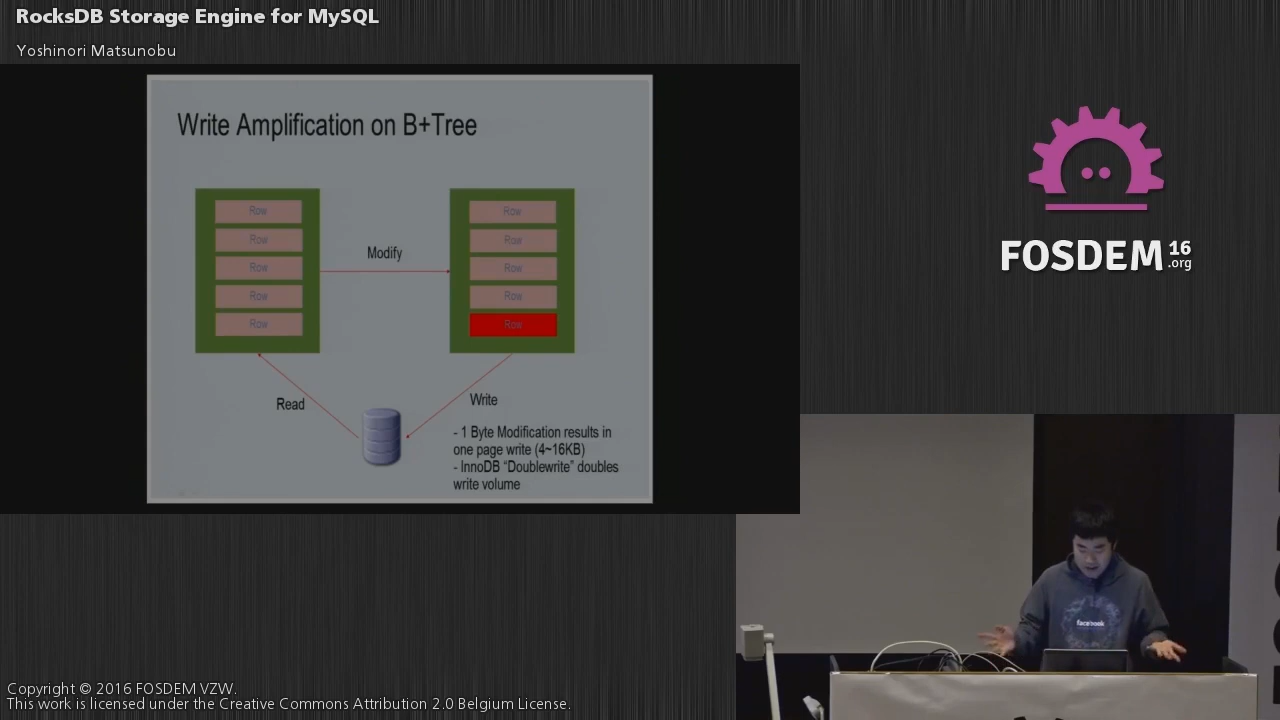 RocksDB Storage Engine for MySQL
Yoshinori Matsunobu
Write Amplification on B+Tree
Row
Row
Row
Row
Row
Modify
Row
Row
Row
Row
Row
Read
Write
- 1 Byte Modification results in
one page write (4~16KB)
- InnoDB “Doublewrite” doubles
write volume
FOSDEM 16
.org
facebook
Copyright © 2016 FOSDEM VZW.
This work is licensed under the Creative Commons Attribution 2.0 Belgium License.